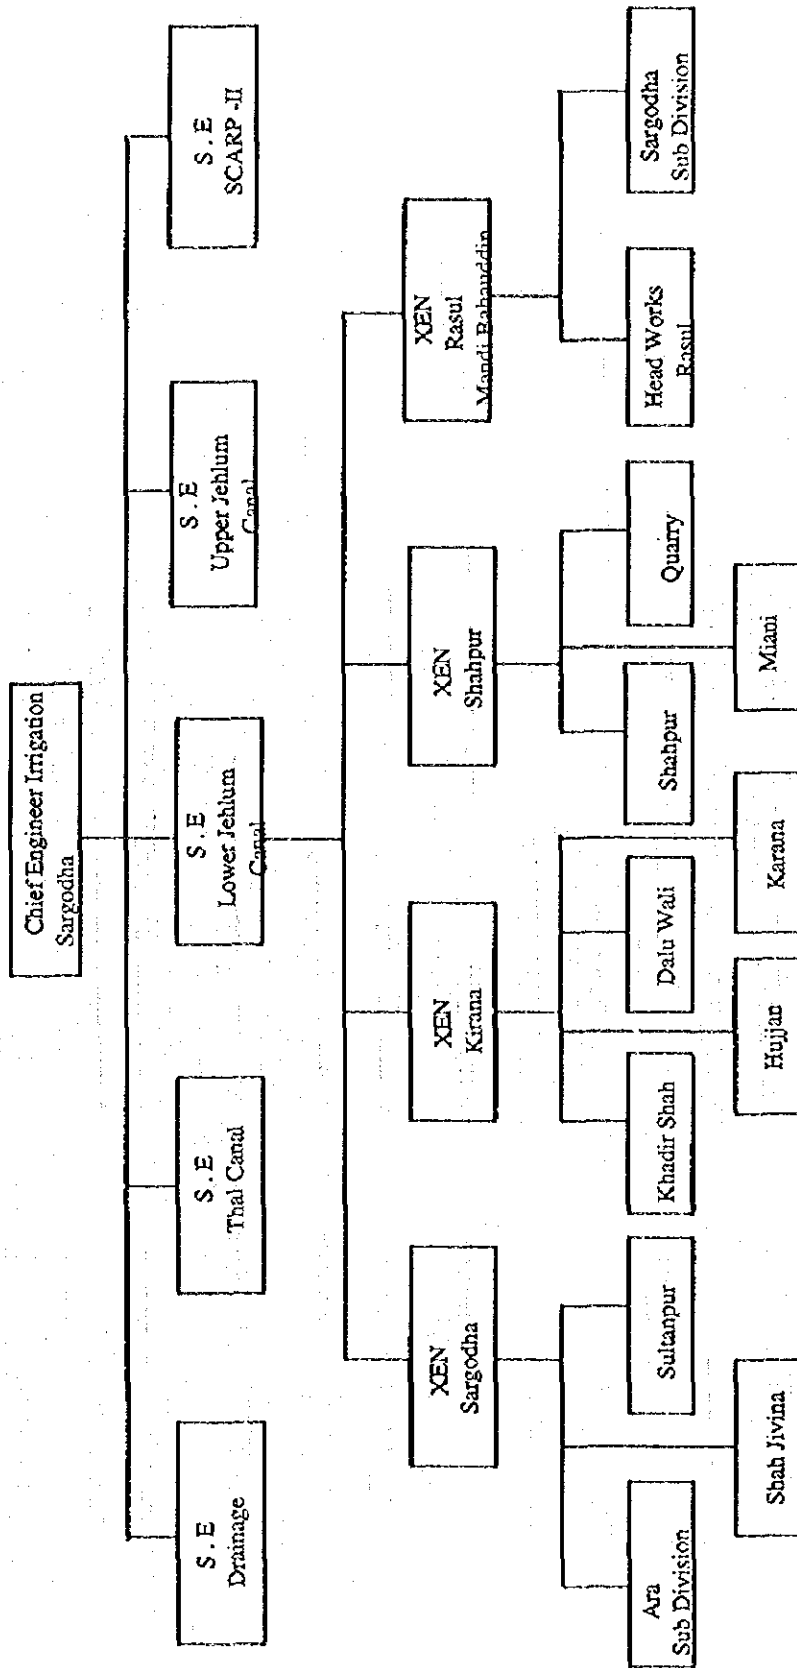 Chief Engineer Irrigation
Sargodha
S.E
Drainage
S.E
Thal Canal
S.E
Lower Jehlum
Canal
S.E
Upper Jehlum
Canal
S.E
SCARP-II
XEN
Sargodha
XEN
Kirana
XEN
Shahpur
XEN
Rasul
Mandi Bahauddin
Ara
Sub Division
Sultanpur
Khadir Shah
Dalu Wali
Shahpur
Quarry
Head Works
Rasul
Sargodha
Sub Division
Shah Jivina
Hujjan
Karana
Miani